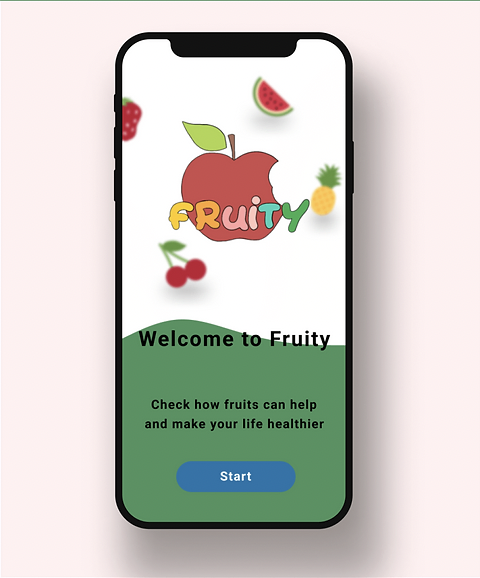 FRuiTY
Welcome to Fruity
Check how fruits can help
and make your life healthier
Start